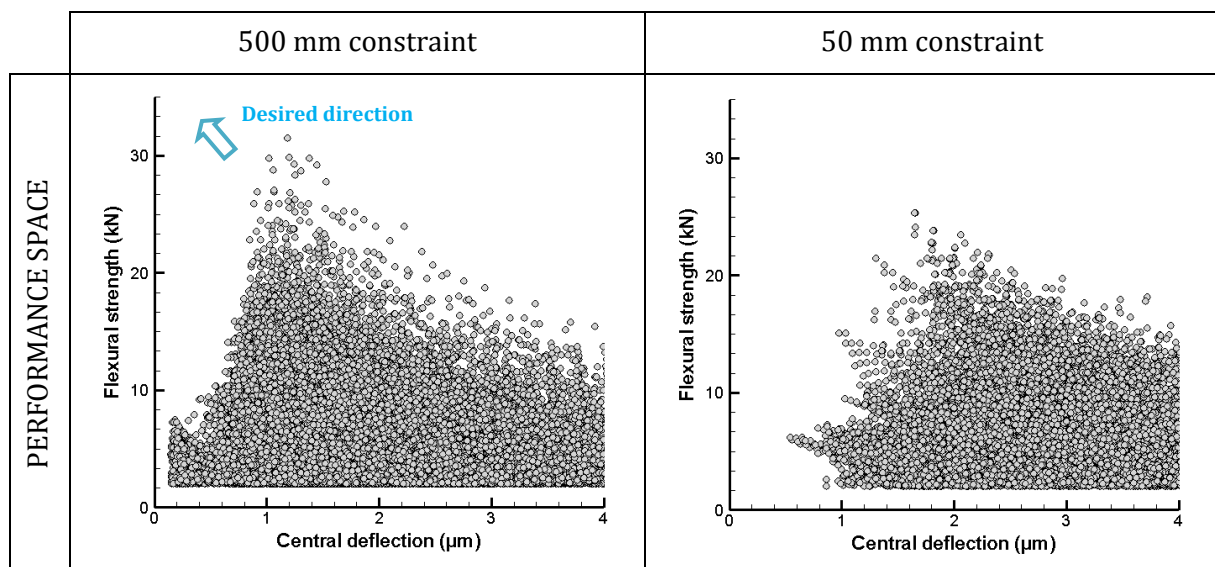 500 mm constraint
50 mm constraint
PERFORMANCE SPACE
Desired direction
Flexural strength (kN)
30
20
10
0
0 1 2 3 4
Central deflection (µm)
Flexural strength (kN)
30
20
10
0
0 1 2 3 4
Central deflection (µm)